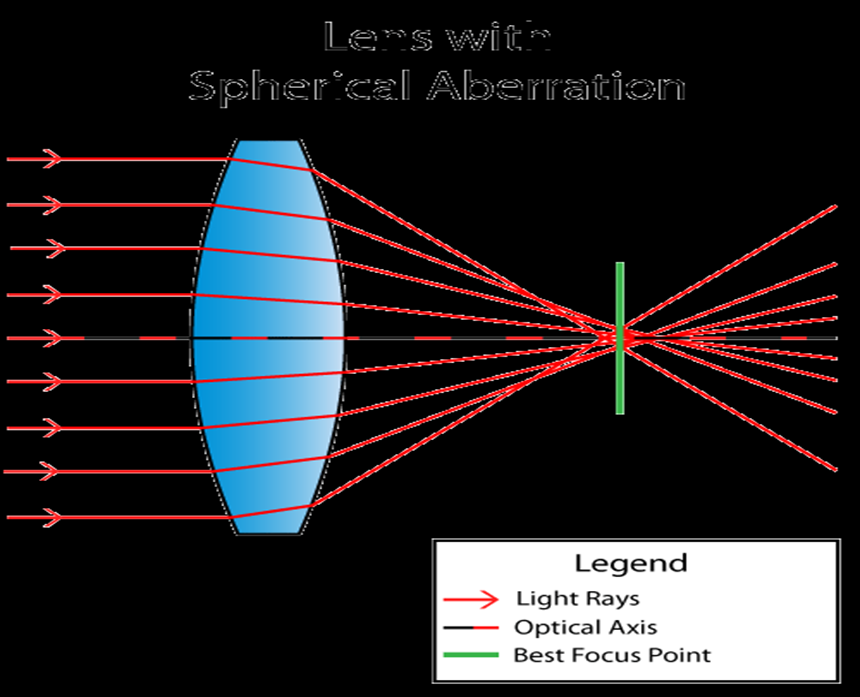 Lens with
Spherical Aberration
Legend
Light Rays
Optical Axis
Best Focus Point